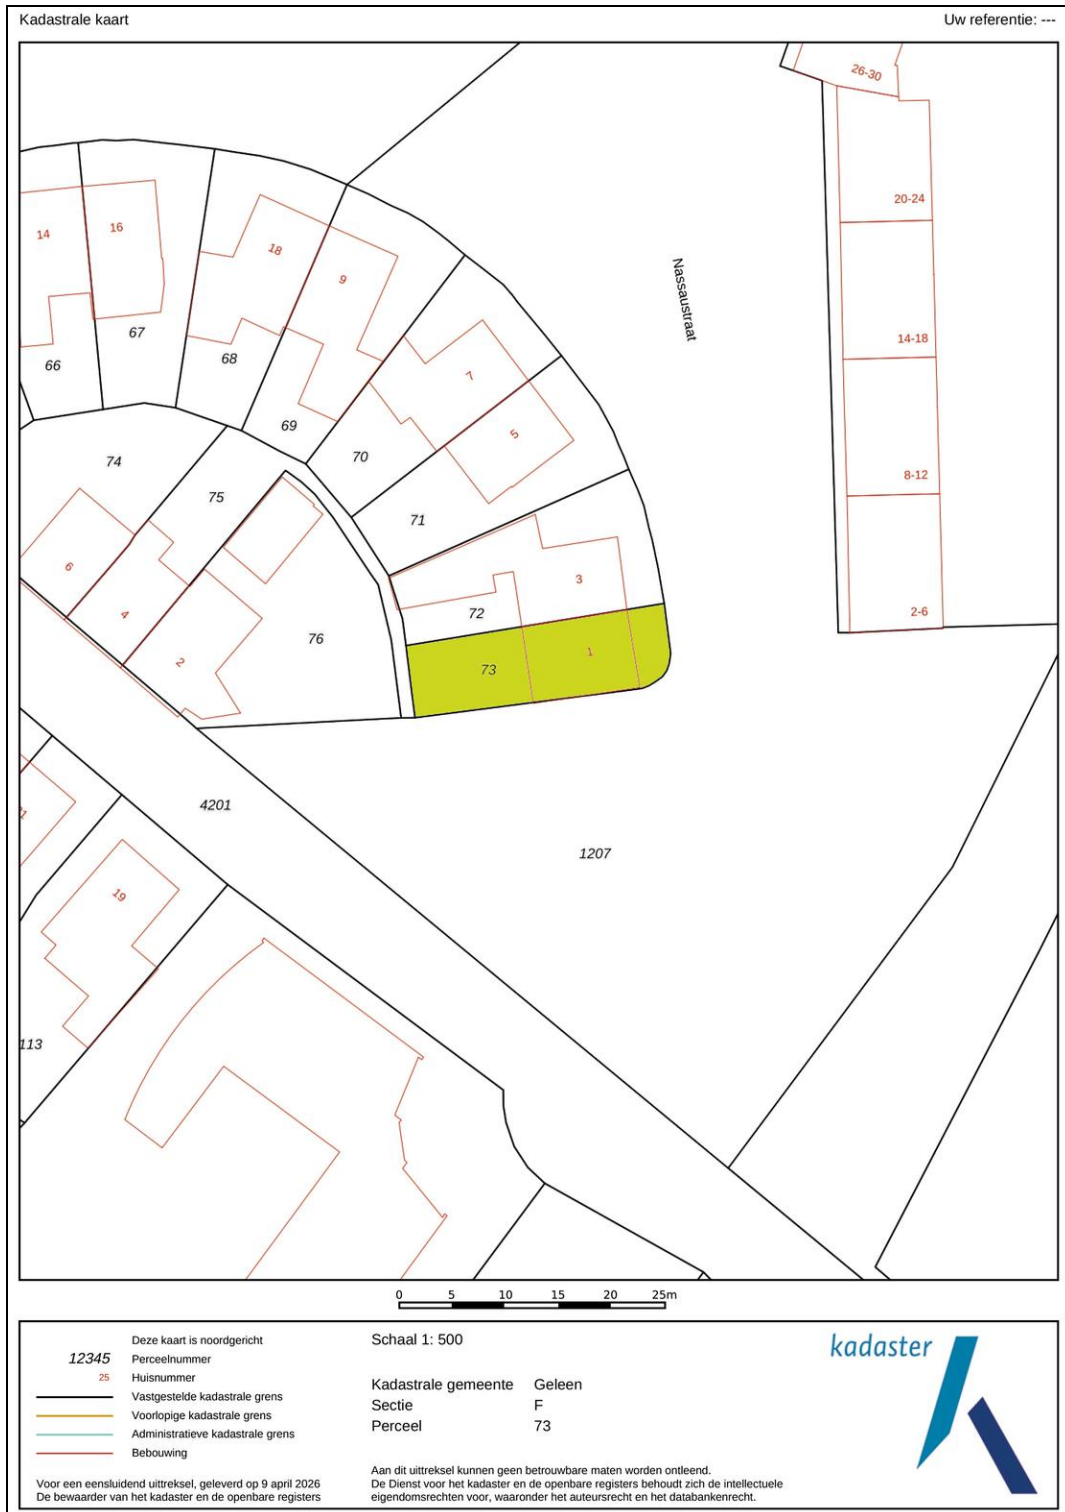 Kadastrale kaart
Uw referentie: ---
26-30
20-24
14
16
18
9
Nassaustraat
67
14-18
66
68
7
69
5
70
74
8-12
75
71
6
3
4
72
2-6
76
1
2
73
4201
1207
19
113
0 5 10 15 20 25m
Deze kaart is noordgericht
12345 Perceelnummer
25 Huisnummer
Vastgestelde kadastrale grens
Voorlopige kadastrale grens
Administratieve kadastrale grens
Bebouwing
Voor een eensluidend uittreksel, geleverd op 9 april 2026
De bewaarder van het kadaster en de openbare registers
Schaal 1: 500
Kadastrale gemeente Geleen
Sectie F
Perceel 73
Aan dit uittreksel kunnen geen betrouwbare maten worden ontleend.
De Dienst voor het kadaster en de openbare registers behoudt zich de intellectuele
eigendomsrechten voor, waaronder het auteursrecht en het databankenrecht.
kadaster